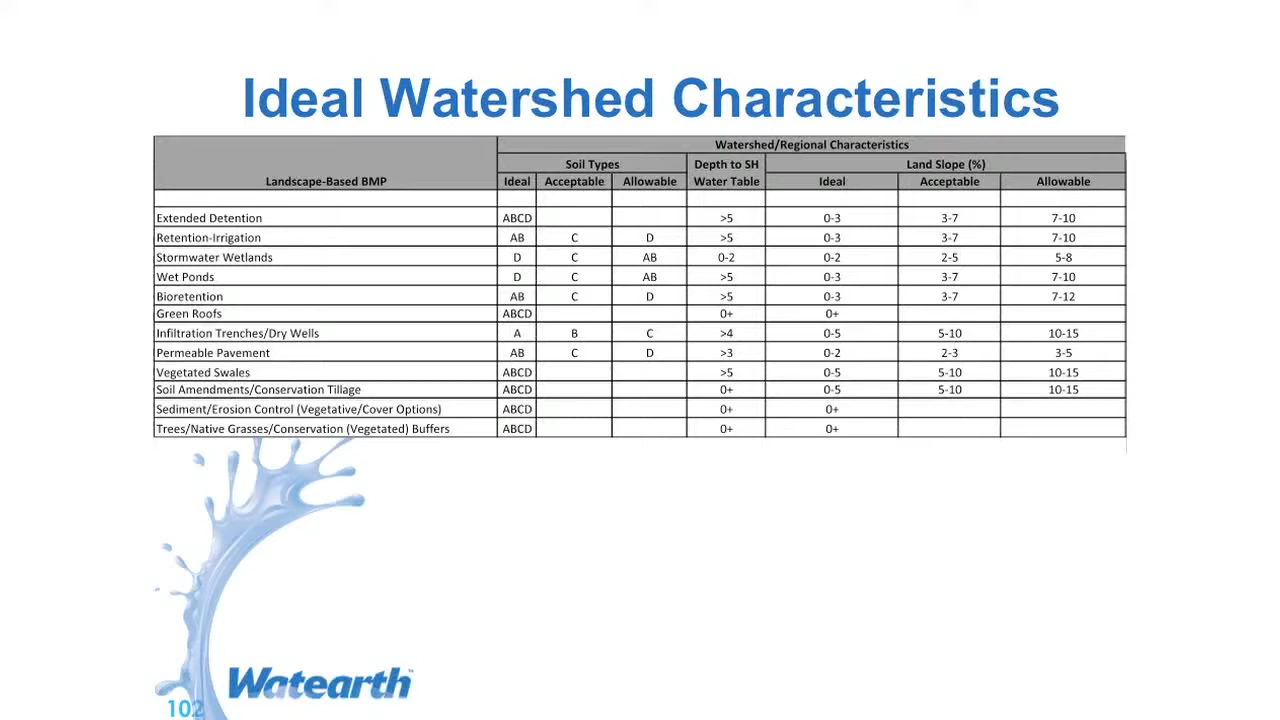 Ideal Watershed Characteristics
Watershed/Regional Characteristics
Soil Types Depth to SH Land Slope (%)
Landscape-Based BMP Ideal Acceptable Allowable Water Table Ideal Acceptable Allowable
Extended Detention ABCD >5 0-3 3-7 7-10
Retention-Irrigation AB C D >5 0-3 3-7 7-10
Stormwater Wetlands D C AB 0-2 0-2 2-5 5-8
Wet Ponds D C AB >5 0-3 3-7 7-10
Bioretention AB C D >5 0-3 3-7 7-12
Green Roofs ABCD 0+ 0+
Infiltration Trenches/Dry Wells A B C >4 0-5 5-10 10-15
Permeable Pavement AB C D >3 0-2 2-3 3-5
Vegetated Swales ABCD >5 0-5 5-10 10-15
Soil Amendments/Conservation Tillage ABCD 0+ 0-5 5-10 10-15
Sediment/Erosion Control (Vegetative/Cover Options) ABCD 0+ 0+
Trees/Native Grasses/Conservation (Vegetated) Buffers ABCD 0+ 0+
Watearth™
102